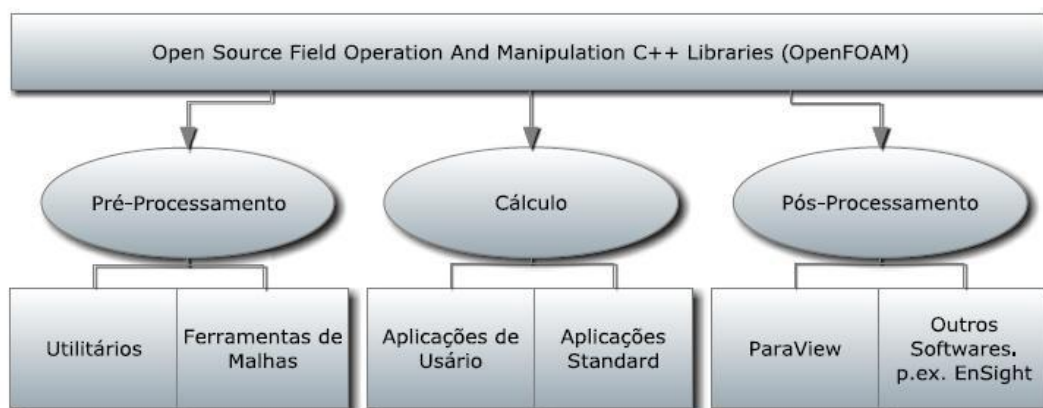 Open Source Field Operation And Manipulation C++ Libraries (OpenFOAM)
Pré-Processamento
Cálculo
Pós-Processamento
Utilitários
Ferramentas de
Malhas
Aplicações de
Usário
Aplicações
Standard
ParaView
Outros
Softwares.
p.ex. EnSight